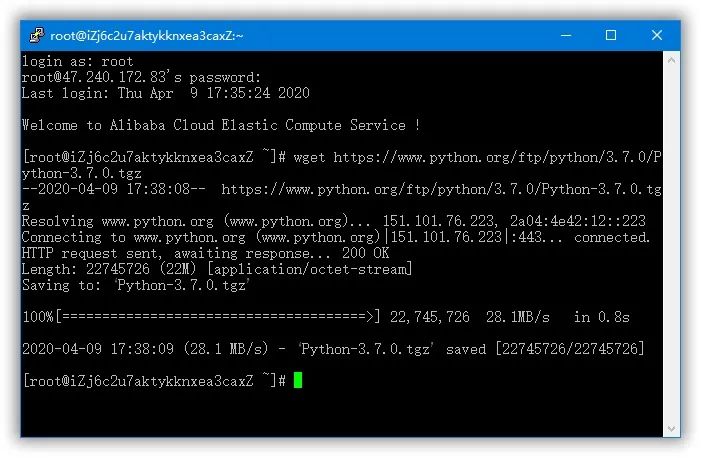 root@iZj6c2u7aktykknxea3caxZ:~
login as: root
root@47.240.172.83's password:
Last login: Thu Apr  9 17:35:24 2020
Welcome to Alibaba Cloud Elastic Compute Service !
[root@iZj6c2u7aktykknxea3caxZ ~]# wget https://www.python.org/ftp/python/3.7.0/P
ython-3.7.0.tgz
--2020-04-09 17:38:08--  https://www.python.org/ftp/python/3.7.0/Python-3.7.0.tg
z
Resolving www.python.org (www.python.org)... 151.101.76.223, 2a04:4e42:12::223
Connecting to www.python.org (www.python.org)|151.101.76.223|:443... connected.
HTTP request sent, awaiting response... 200 OK
Length: 22745726 (22M) [application/octet-stream]
Saving to: ‘Python-3.7.0.tgz’
100%[======================================>] 22,745,726  28.1MB/s   in 0.8s
2020-04-09 17:38:09 (28.1 MB/s) - ‘Python-3.7.0.tgz’ saved [22745726/22745726]
[root@iZj6c2u7aktykknxea3caxZ ~]#